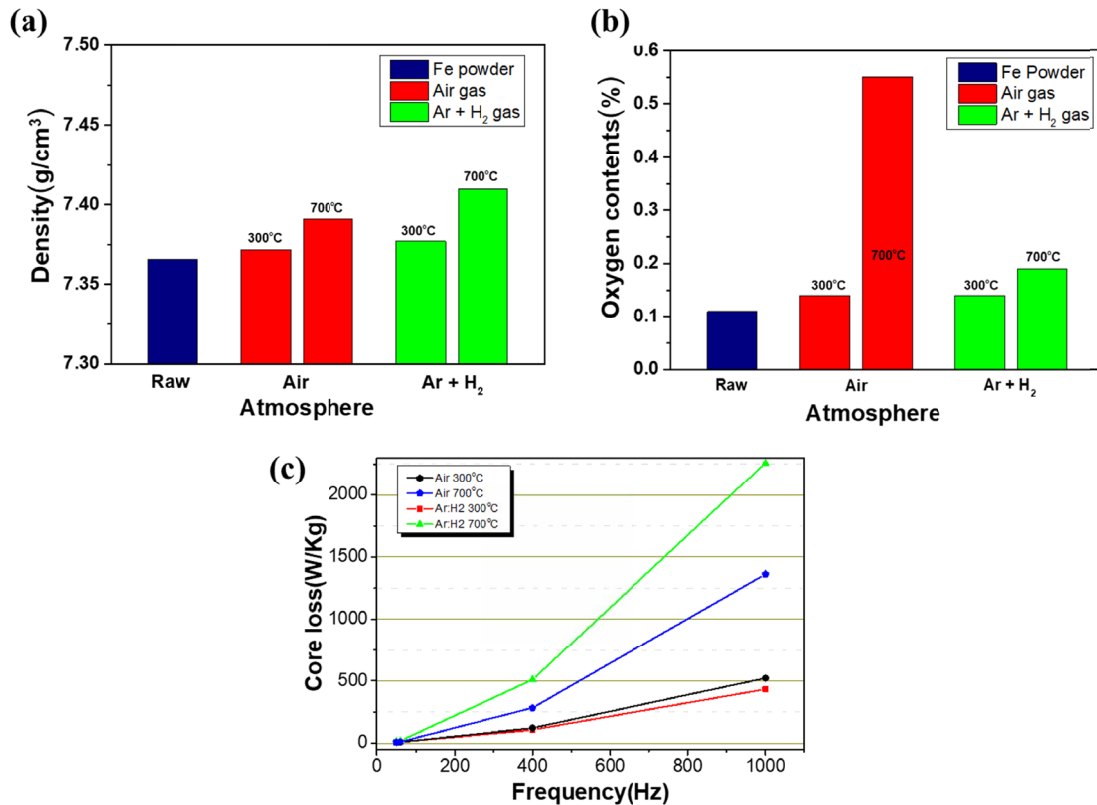 (a)
7.50
7.45
7.40
7.35
7.30
Density(g/cm³)
Fe powder
Air gas
Ar + H₂ gas
300°C
700°C
300°C
700°C
Raw
Air
Ar + H₂
Atmosphere
(b)
0.6
0.5
0.4
0.3
0.2
0.1
0.0
Oxygen contents(%)
Fe Powder
Air gas
Ar + H₂ gas
300°C
700°C
300°C
700°C
Raw
Air
Ar + H₂
Atmosphere
(c)
2000
1500
1000
500
0
Core loss(W/Kg)
Air 300°C
Air 700°C
Ar:H2 300°C
Ar:H2 700°C
0
200
400
600
800
1000
Frequency(Hz)